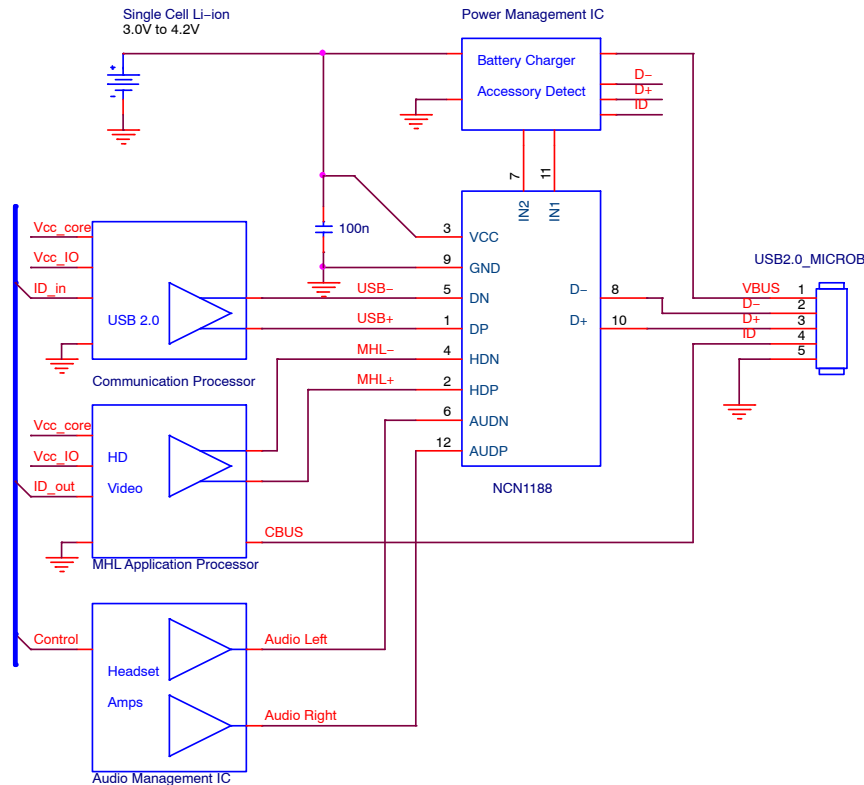 Single Cell Li−ion
3.0V to 4.2V
+
−
Power Management IC
Battery Charger
Accessory Detect
D−
D+
ID
7
11
IN2
IN1
3
VCC
9
GND
5
DN
1
DP
4
HDN
2
HDP
6
AUDN
12
AUDP
D−
8
D+
10
NCN1188
100n
USB2.0_MICROB
VBUS
1
D−
2
D+
3
ID
4
5
Vcc_core
Vcc_IO
ID_in
USB 2.0
USB−
USB+
Communication Processor
MHL−
MHL+
Vcc_core
Vcc_IO
ID_out
HD
Video
CBUS
MHL Application Processor
Control
Headset
Amps
Audio Left
Audio Right
Audio Management IC